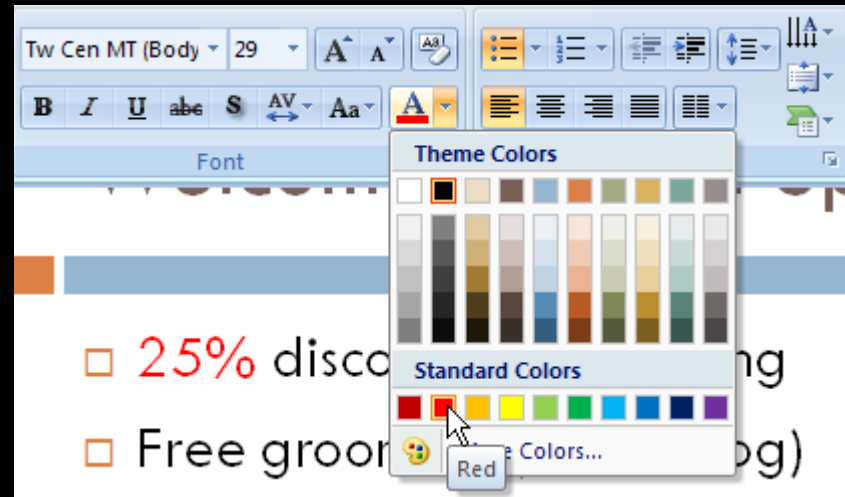 Tw Cen MT (Body 29 A A Aa
B I U abc S AV Aa A
Font
Theme Colors
25% disco
Standard Colors
Free groo og)
Colors...
Red